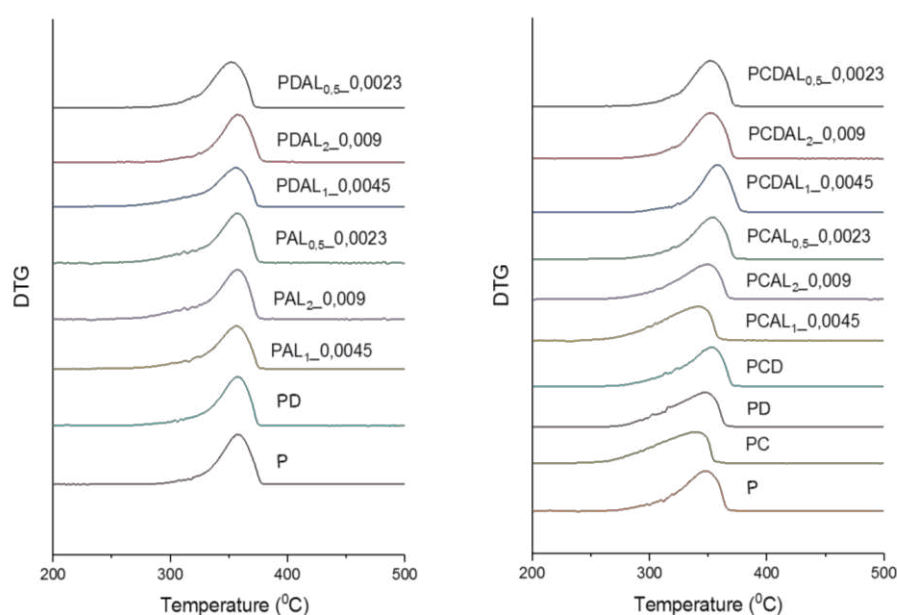 DTG
PDAL0,5_0,0023
PDAL2_0,009
PDAL1_0,0045
PAL0,5_0,0023
PAL2_0,009
PAL1_0,0045
PD
P
200 300 400 500
Temperature (⁰C)
DTG
PCDAL0,5_0,0023
PCDAL2_0,009
PCDAL1_0,0045
PCAL0,5_0,0023
PCAL2_0,009
PCAL1_0,0045
PCD
PD
PC
P
200 300 400 500
Temperature (⁰C)